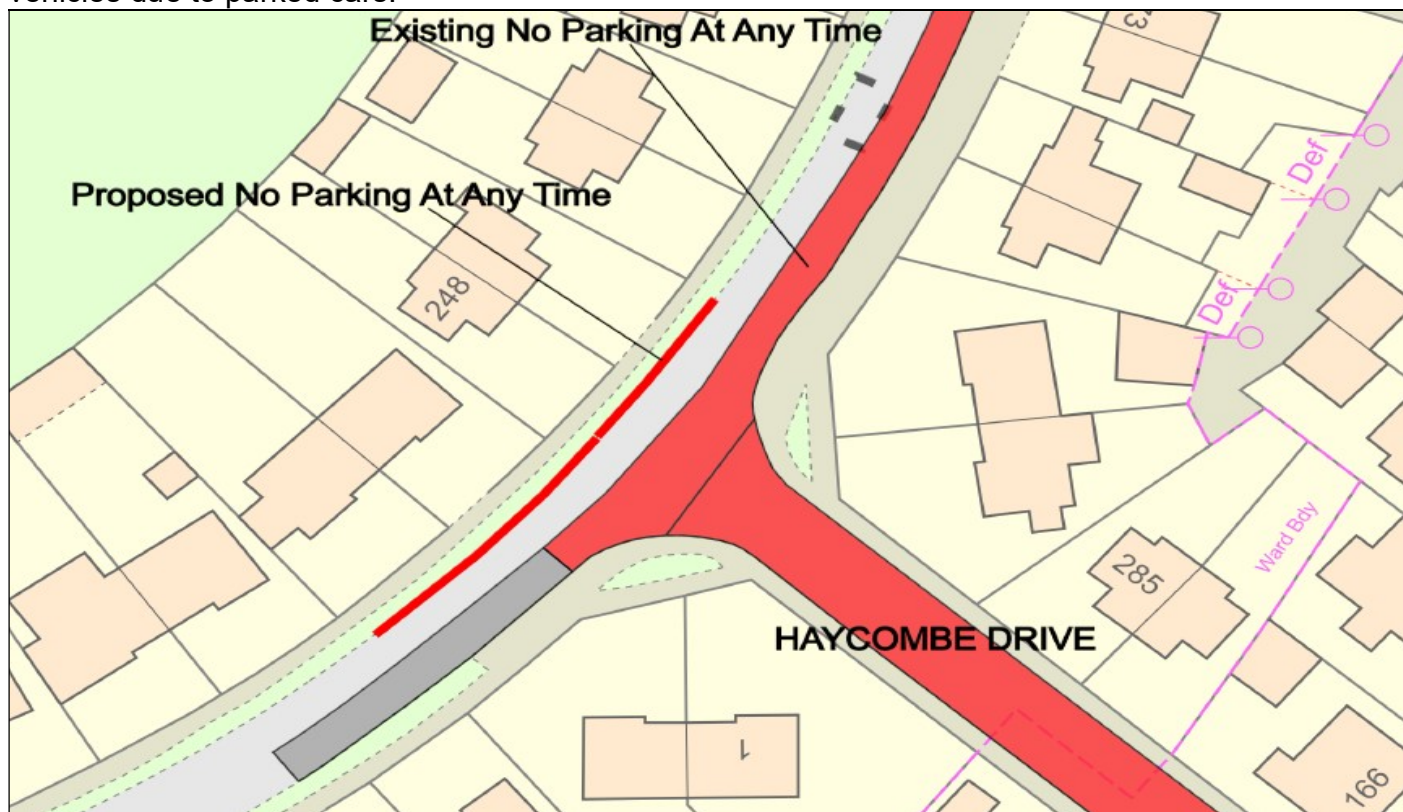 vehicles due to parked cars.
Existing No Parking At Any Time
Proposed No Parking At Any Time
Def
248
Def
Ward Bdy
285
HAYCOMBE DRIVE
1
166